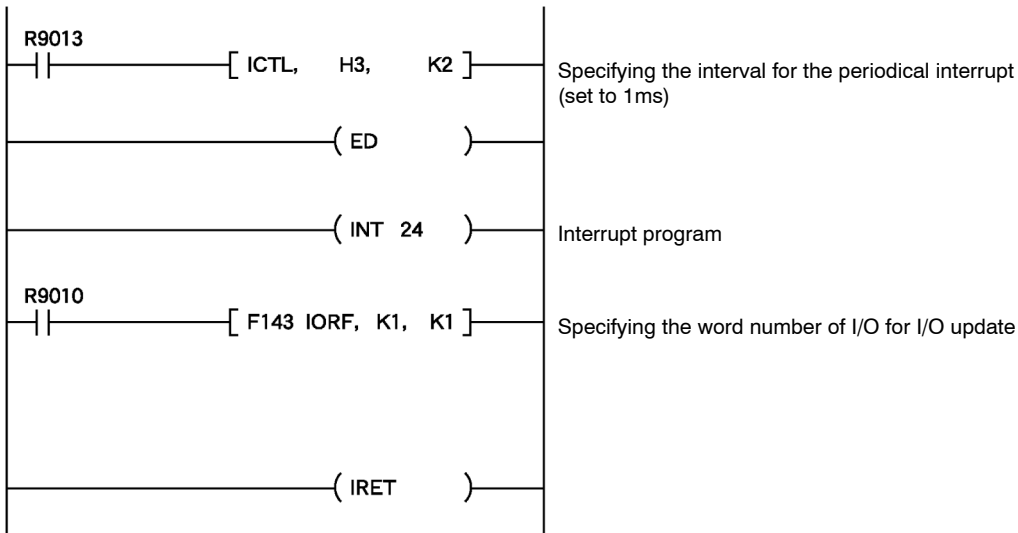 R9013
[ ICTL, H3, K2 ]
Specifying the interval for the periodical interrupt
(set to 1ms)
( ED )
( INT 24 )
Interrupt program
R9010
[ F143 IORF, K1, K1 ]
Specifying the word number of I/O for I/O update
( IRET )